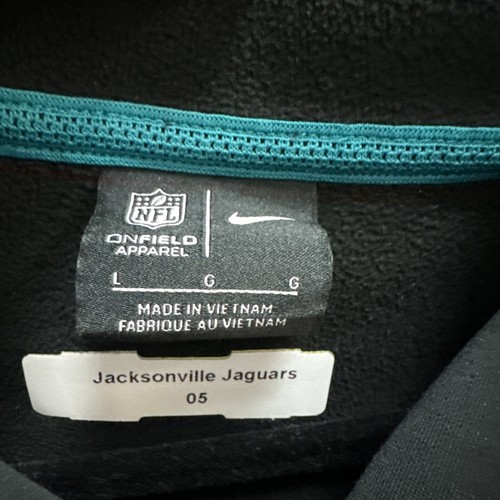 NFL
ONFIELD
APPAREL
L G G
MADE IN VIETNAM
FABRIQUE AU VIETNAM
Jacksonville Jaguars
05